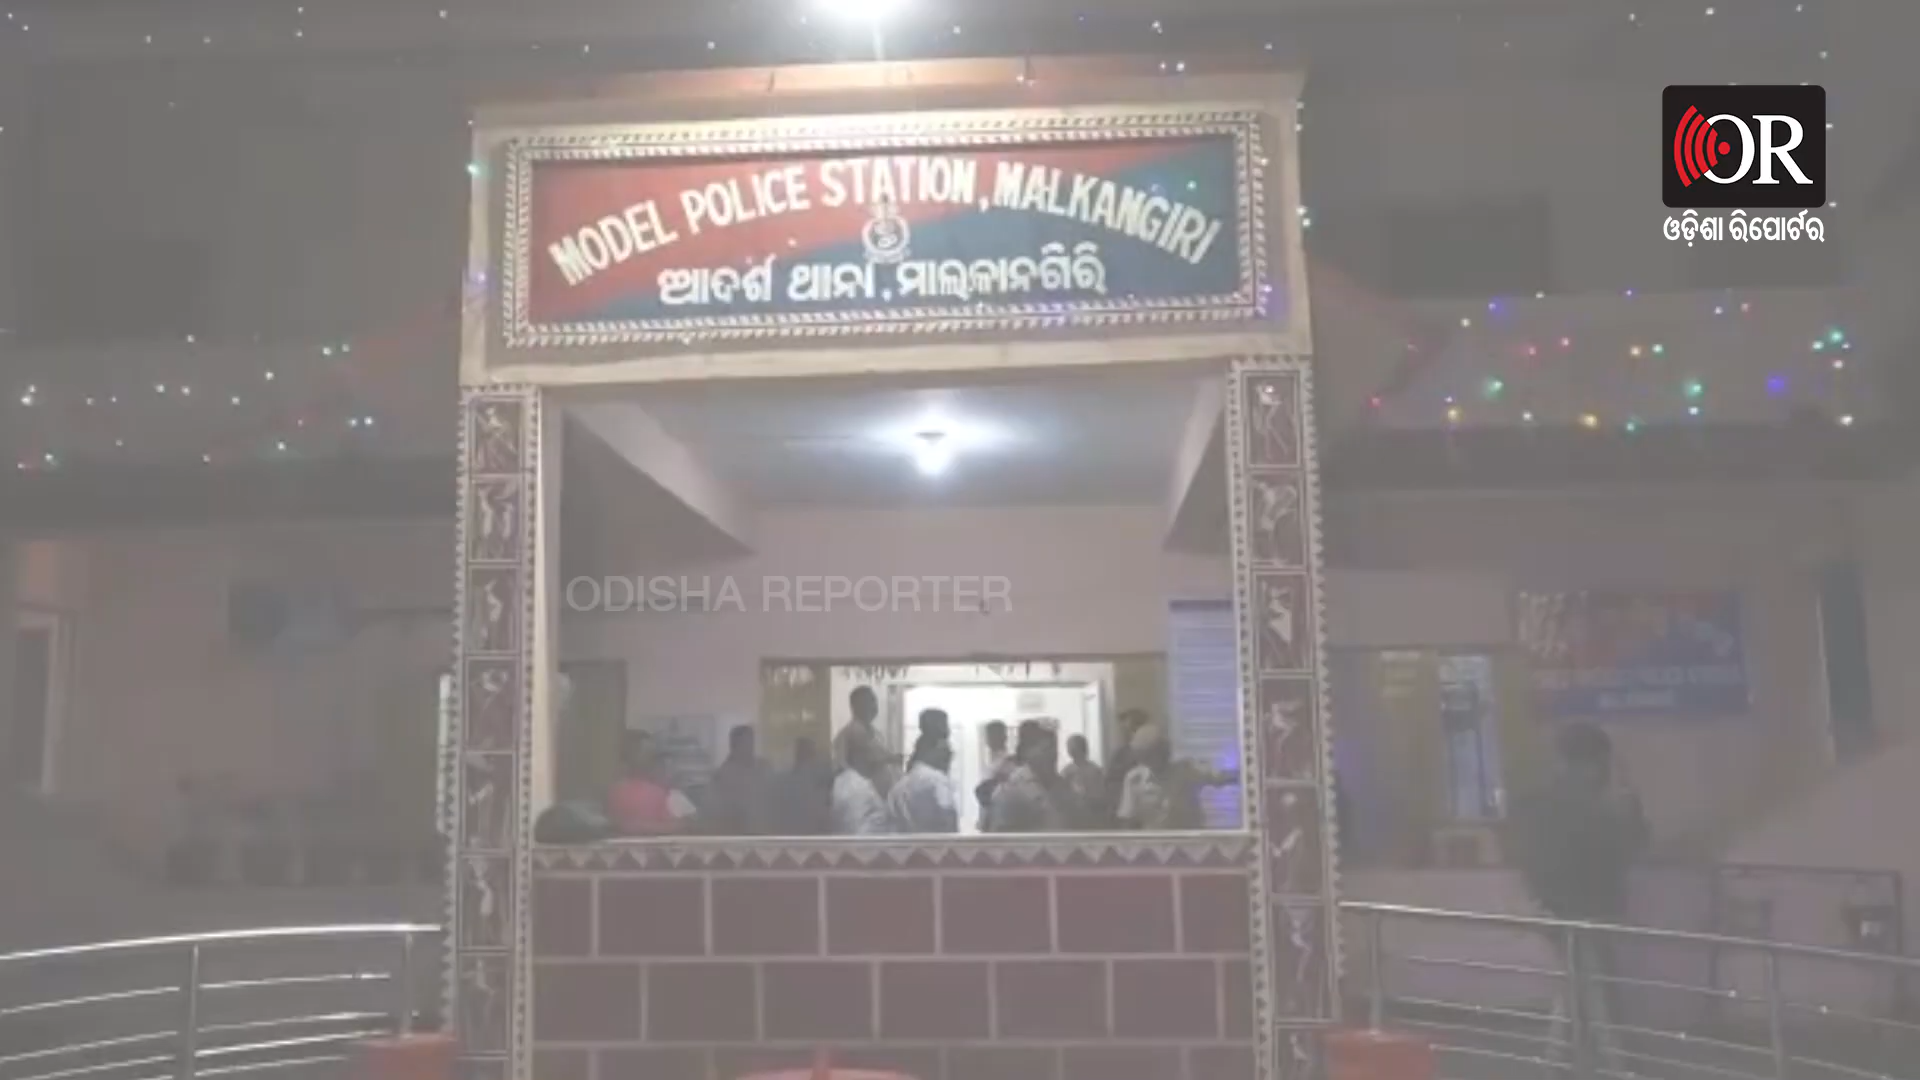 MODEL POLICE STATION, MALKANGIRI
ଆଦର୍ଶ ଥାନା, ମାଲକାନଗିରି
OR
ଓଡ଼ିଶା ରିପୋର୍ଟର
ODISHA REPORTER